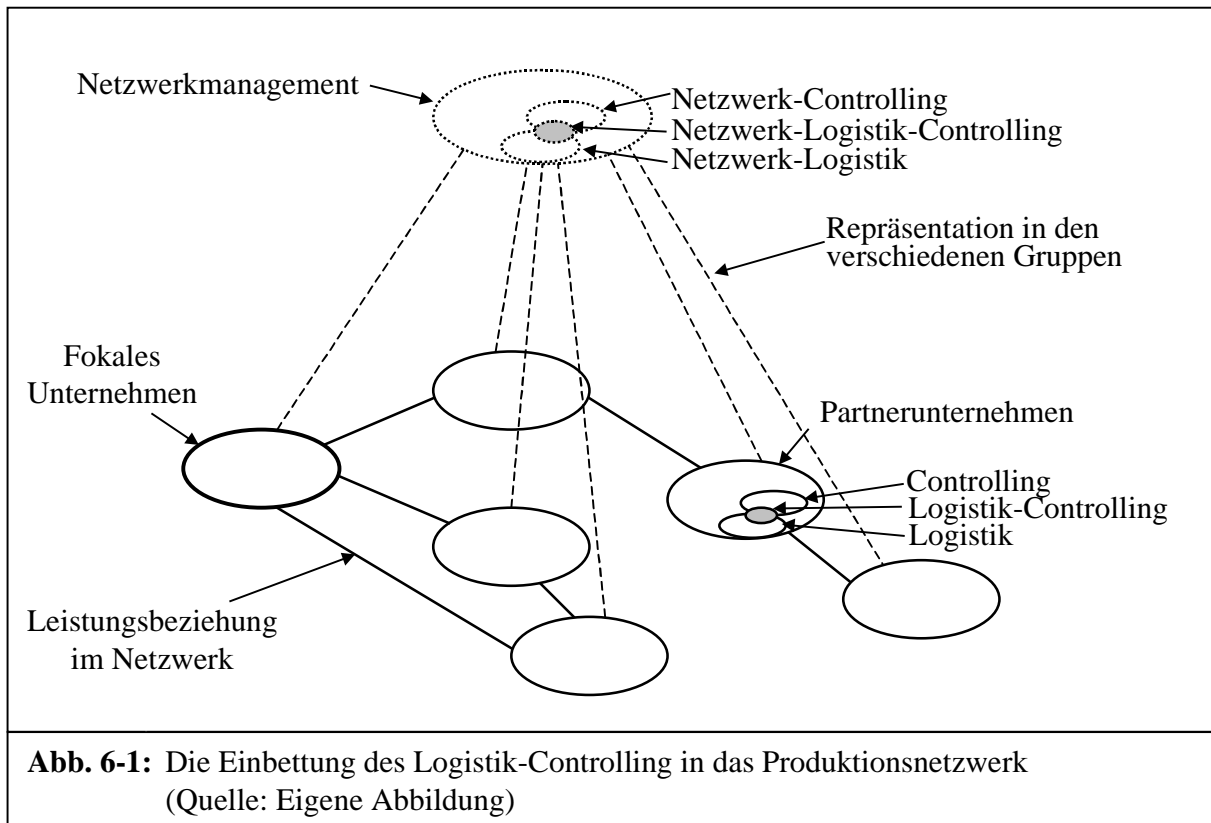 Netzwerkmanagement
Netzwerk-Controlling
Netzwerk-Logistik-Controlling
Netzwerk-Logistik
Repräsentation in den
verschiedenen Gruppen
Fokales
Unternehmen
Partnerunternehmen
Controlling
Logistik-Controlling
Logistik
Leistungsbeziehung
im Netzwerk
Abb. 6-1: Die Einbettung des Logistik-Controlling in das Produktionsnetzwerk
(Quelle: Eigene Abbildung)